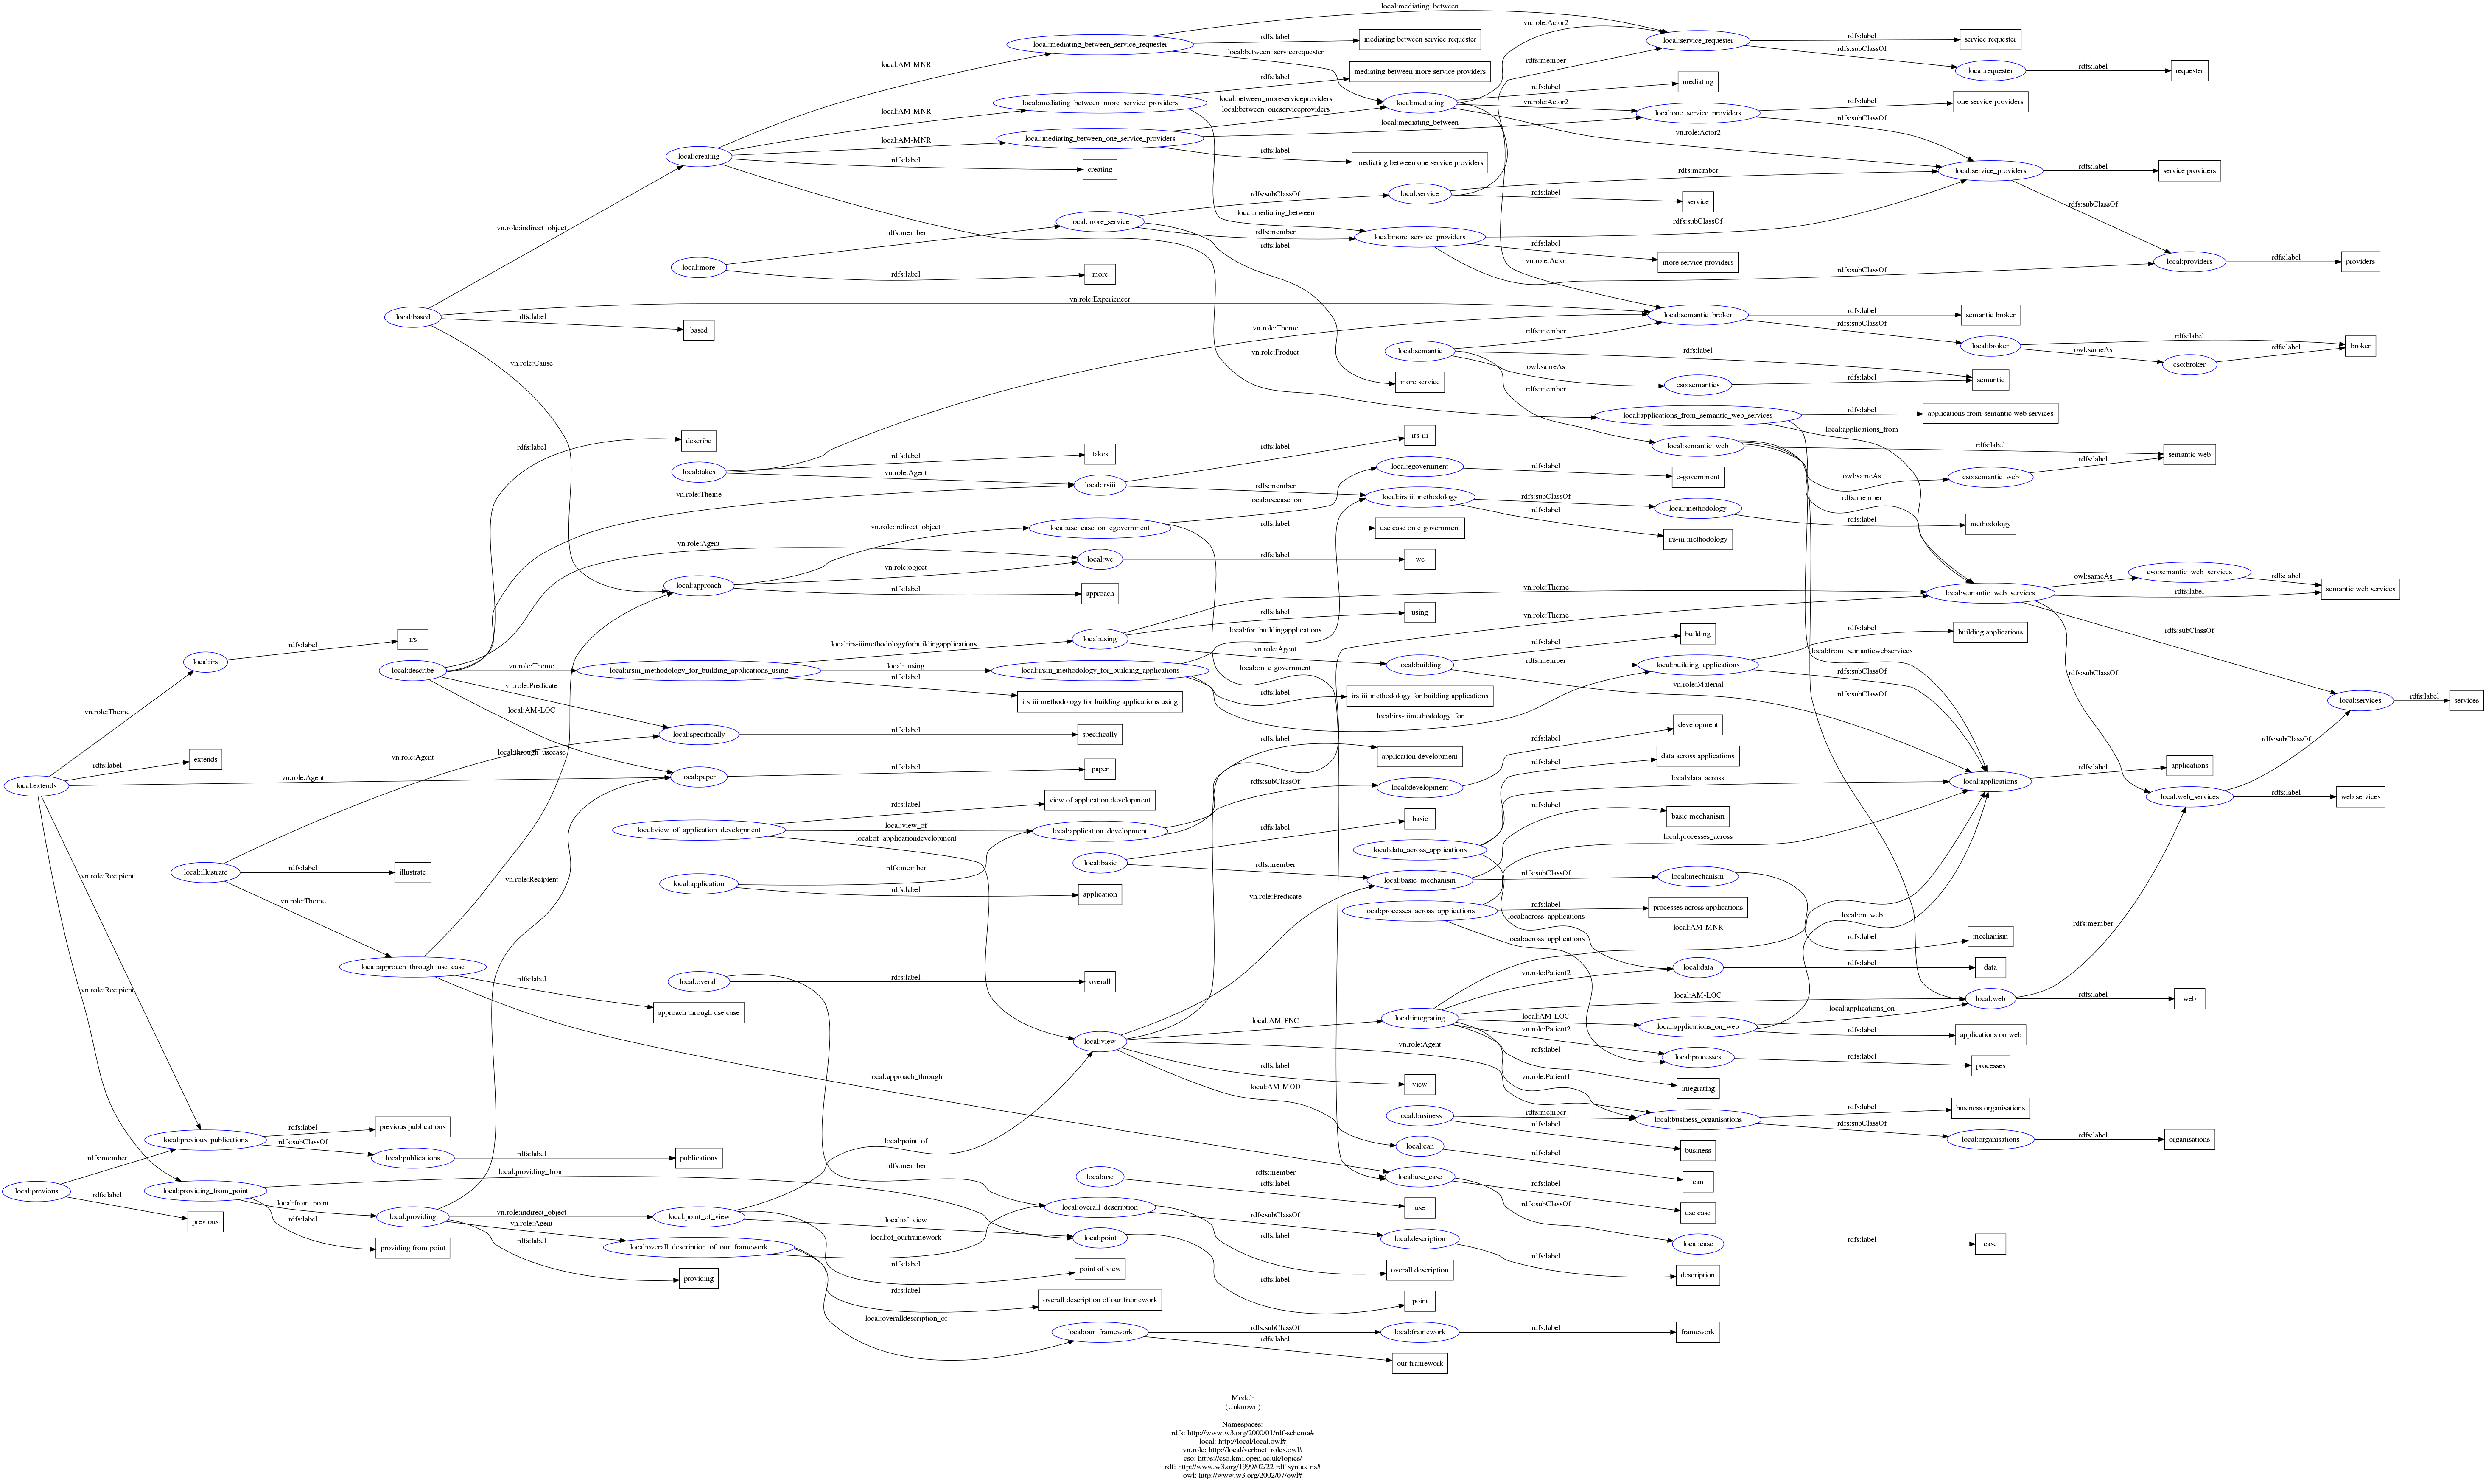 local:mediating_between
local:mediating_between_service_requester
rdfs:label
mediating between service requester
vn.role:Actor2
local:service_requester
rdfs:label
service requester
rdfs:subClassOf
local:requester
rdfs:label
requester
local:AM-MNR
local:between_servicerequester
rdfs:label
mediating between more service providers
rdfs:member
rdfs:label
mediating
local:mediating_between_more_service_providers
local:between_moreserviceproviders
local:between_oneserviceproviders
local:mediating
vn.role:Actor2
local:one_service_providers
rdfs:label
one service providers
local:AM-MNR
local:mediating_between
rdfs:subClassOf
local:AM-MNR
local:mediating_between_one_service_providers
vn.role:Actor2
local:creating
rdfs:label
creating
rdfs:label
mediating between one service providers
rdfs:member
local:service_providers
rdfs:label
service providers
rdfs:subClassOf
local:service
rdfs:label
service
rdfs:subClassOf
vn.role:indirect_object
rdfs:member
local:more_service
local:mediating_between
rdfs:member
rdfs:label
local:more_service_providers
rdfs:subClassOf
rdfs:label
more service providers
local:more
rdfs:label
more
vn.role:Actor
rdfs:subClassOf
local:providers
rdfs:label
providers
vn.role:Experiencer
local:based
rdfs:label
based
vn.role:Theme
rdfs:member
local:semantic_broker
rdfs:label
semantic broker
rdfs:subClassOf
local:broker
rdfs:label
broker
owl:sameAs
cso:broker
rdfs:label
vn.role:Cause
vn.role:Product
local:semantic
rdfs:label
owl:sameAs
rdfs:member
cso:semantics
rdfs:label
semantic
more service
local:applications_from_semantic_web_services
rdfs:label
applications from semantic web services
local:applications_from
describe
rdfs:label
local:takes
rdfs:label
takes
vn.role:Agent
rdfs:label
irs-iii
local:semantic_web
rdfs:label
semantic web
owl:sameAs
cso:semantic_web
rdfs:label
rdfs:member
vn.role:Theme
local:irsiii
rdfs:member
local:egovernment
rdfs:label
e-government
local:usecase_on
local:irsiii_methodology
rdfs:subClassOf
local:methodology
rdfs:label
methodology
rdfs:label
irs-iii methodology
vn.role:indirect_object
local:use_case_on_egovernment
rdfs:label
use case on e-government
vn.role:Agent
local:we
rdfs:label
we
local:approach
vn.role:object
rdfs:label
approach
vn.role:Theme
local:semantic_web_services
owl:sameAs
cso:semantic_web_services
rdfs:label
rdfs:label
semantic web services
vn.role:Theme
rdfs:label
using
local:for_buildingapplications
local:irs-iiimethodologyforbuildingapplications_
local:using
vn.role:Agent
rdfs:label
building
rdfs:label
building applications
rdfs:subClassOf
local:irs
rdfs:label
irs
local:describe
vn.role:Theme
local:irsiii_methodology_for_building_applications_using
local:_using
rdfs:label
local:irsiii_methodology_for_building_applications
local:on_e-government
local:building
rdfs:member
local:building_applications
local:from_semanticwebservices
rdfs:subClassOf
rdfs:subClassOf
vn.role:Predicate
irs-iii methodology for building applications using
rdfs:label
irs-iii methodology for building applications
vn.role:Material
rdfs:subClassOf
local:services
rdfs:label
services
vn.role:Theme
local:AM-LOC
local:irs-iiimethodology_for
local:specifically
rdfs:label
specifically
development
rdfs:label
rdfs:subClassOf
extends
rdfs:label
vn.role:Agent
local:through_usecase
rdfs:label
application development
rdfs:label
data across applications
local:extends
vn.role:Agent
local:paper
rdfs:label
paper
rdfs:subClassOf
local:development
local:data_across
local:applications
rdfs:label
applications
local:web_services
rdfs:label
web services
rdfs:label
view of application development
rdfs:label
basic mechanism
local:view_of_application_development
local:view_of
local:of_applicationdevelopment
local:application_development
rdfs:label
basic
local:processes_across
local:data_across_applications
local:basic
rdfs:member
vn.role:Recipient
local:illustrate
rdfs:label
illustrate
vn.role:Recipient
local:application
rdfs:member
rdfs:label
application
vn.role:Theme
vn.role:Predicate
local:basic_mechanism
rdfs:subClassOf
local:mechanism
local:processes_across_applications
rdfs:label
processes across applications
local:across_applications
local:on_web
local:AM-MNR
rdfs:member
local:across_applications
rdfs:label
mechanism
local:approach_through_use_case
rdfs:label
approach through use case
local:overall
rdfs:label
overall
vn.role:Patient2
local:data
rdfs:label
data
vn.role:Recipient
local:AM-LOC
local:web
rdfs:label
web
local:AM-PNC
local:integrating
local:AM-LOC
local:applications_on_web
local:applications_on
rdfs:label
applications on web
local:view
vn.role:Agent
vn.role:Patient2
rdfs:label
local:processes
rdfs:label
processes
rdfs:label
view
local:approach_through
local:AM-MOD
vn.role:Patient1
integrating
previous publications
rdfs:label
local:business
rdfs:member
rdfs:label
local:business_organisations
rdfs:label
business organisations
rdfs:subClassOf
local:organisations
rdfs:label
organisations
local:previous_publications
rdfs:subClassOf
local:publications
rdfs:label
publications
local:point_of
local:can
rdfs:label
business
rdfs:member
local:providing_from
rdfs:member
local:use
rdfs:member
rdfs:label
local:use_case
rdfs:label
can
local:previous
rdfs:label
previous
local:providing_from_point
local:from_point
rdfs:label
rdfs:subClassOf
use
use case
local:providing
vn.role:indirect_object
vn.role:Agent
rdfs:label
local:point_of_view
local:of_view
local:of_ourframework
local:overall_description
rdfs:subClassOf
rdfs:label
local:description
rdfs:label
local:case
rdfs:label
case
providing from point
local:overall_description_of_our_framework
local:point
providing
rdfs:label
point of view
rdfs:label
overall description
description
rdfs:label
overall description of our framework
rdfs:label
point
local:overalldescription_of
local:our_framework
rdfs:subClassOf
rdfs:label
local:framework
rdfs:label
framework
our framework
Model:
(Unknown)
Namespaces:
rdfs: http://www.w3.org/2000/01/rdf-schema#
local: http://local/local.owl#
vn.role: http://local/verbnet_roles.owl#
cso: https://cso.kmi.open.ac.uk/topics/
rdf: http://www.w3.org/1999/02/22-rdf-syntax-ns#
owl: http://www.w3.org/2002/07/owl#